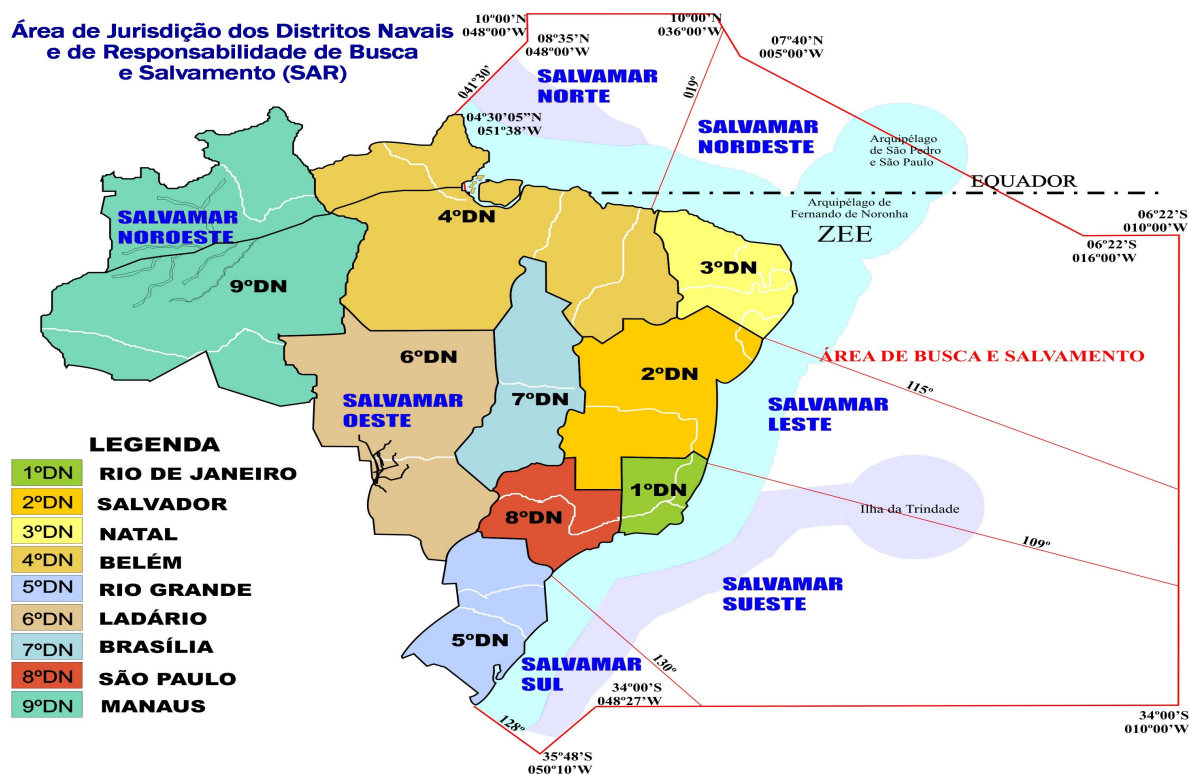 Área de Jurisdição dos Distritos Navais
e de Responsabilidade de Busca
e Salvamento (SAR)
10º00’N
048º00’W
08º35’N
048º00’W
10º00’N
036º00’W
07º40’N
005º00’W
041º30’
04º30’05”N
051º38’W
019º
SALVAMAR
NORTE
SALVAMAR
NORDESTE
Arquipélago
de São Pedro
e São Paulo
EQUADOR
Arquipélago de
Fernando de Noronha
ZEE
06º22’S
010º00’W
06º22’S
016º00’W
SALVAMAR
NOROESTE
4ºDN
9ºDN
3ºDN
6ºDN
2ºDN
7ºDN
ÁREA DE BUSCA E SALVAMENTO
115º
SALVAMAR
OESTE
SALVAMAR
LESTE
1ºDN
8ºDN
Ilha da Trindade
109º
SALVAMAR
SUESTE
5ºDN
SALVAMAR
SUL
130º
128º
34º00’S
048º27’W
35º48’S
050º10’W
34º00’S
010º00’W
LEGENDA
1ºDN RIO DE JANEIRO
2ºDN SALVADOR
3ºDN NATAL
4ºDN BELÉM
5ºDN RIO GRANDE
6ºDN LADÁRIO
7ºDN BRASÍLIA
8ºDN SÃO PAULO
9ºDN MANAUS